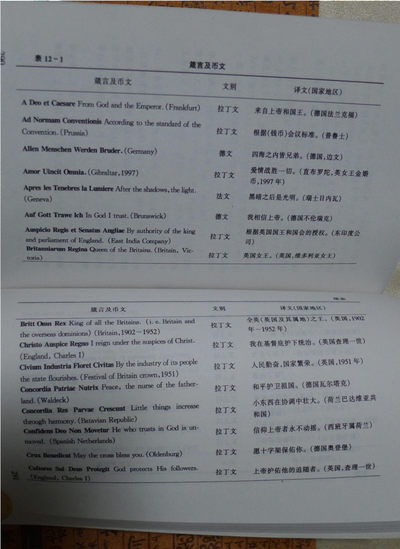 表 12-1
箴言及币文
箴言及币文 文别 译文(国家地区)
A Deo et Caesare From God and the Emperor. (Frankfurt) 拉丁文 来自上帝和国王。(德国法兰克福)
Ad Normam Conventionis According to the standard of the
Convention. (Prussia) 拉丁文 根据(钱币)会议标准。(普鲁士)
Allen Menschen Werden Bruder. (Germany) 德文 四海之内皆兄弟。(德国,边文)
Amor Uincit Omnia. (Gibraltar, 1997) 拉丁文 爱情战胜一切。(直布罗陀,英女王金婚
币,1997年)
Apres les Tenebres la Lumiere After the shadows, the light.
(Geneva) 法文 黑暗之后是光明。(瑞士日内瓦)
Auf Gott Trawe Ich In God I trust. (Brunswick) 德文 我相信上帝。(德国不伦瑞克)
Auspicio Regis et Senatus Angliae By authority of the king
and parliament of England. (East India Company) 拉丁文 根据英国国王和国会的授权。(东印度公
司)
Britanniarum Regina Queen of the Britains. (Britain, Vic-
toria) 拉丁文 英国女王。(英国,维多利亚女王)
箴言及币文 文别 译文(国家地区)
Britt Omn Rex King of all the Britains. (i. e. Britain and
the overseas dominions) (Britain, 1902—1952) 拉丁文 全英(英国及其属地)之王。(英国,1902
年—1952年)
Christo Auspice Regno I reign under the auspices of Christ.
(England, Charles I) 拉丁文 我在基督庇护下统治。(英国查理一世)
Civium Industria Floret Civitas By the industry of its people
the state flourishes. (Festival of Britain crown, 1951) 拉丁文 人民勤奋,国家繁荣。(英国,1951年)
Concordia Patriae Nutrix Peace, the nurse of the father-
land. (Waldeck) 拉丁文 和平护卫祖国。(德国瓦尔塔克)
Concordia Res Parvae Crescunt Little things increase
through harmony. (Batavian Republic) 拉丁文 小东西在协调中壮大。(荷兰巴达维亚共
和国)
Confidens Deo Non Movetur He who trusts in God is un-
moved. (Spanish Netherlands) 拉丁文 信仰上帝者永不动摇。(西班牙属荷兰)
Crux Benedicat May the cross bless you. (Oldenburg) 拉丁文 愿十字架保佑你。(德国奥登堡)
Cultores Sui Deus Protegit God protects His followers.
(England, Charles I) 拉丁文 上帝护佑他的追随者。(英国,查理一世)